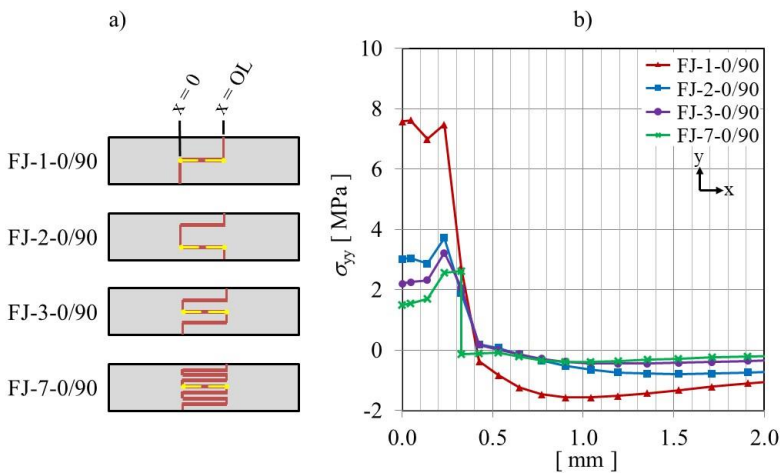 a)
x = 0
x = OL
FJ-1-0/90
FJ-2-0/90
FJ-3-0/90
FJ-7-0/90
b)
10
8
6
4
2
0
-2
σyy [ MPa ]
FJ-1-0/90
FJ-2-0/90
FJ-3-0/90
FJ-7-0/90
y
x
0.0
0.5
1.0
1.5
2.0
[ mm ]